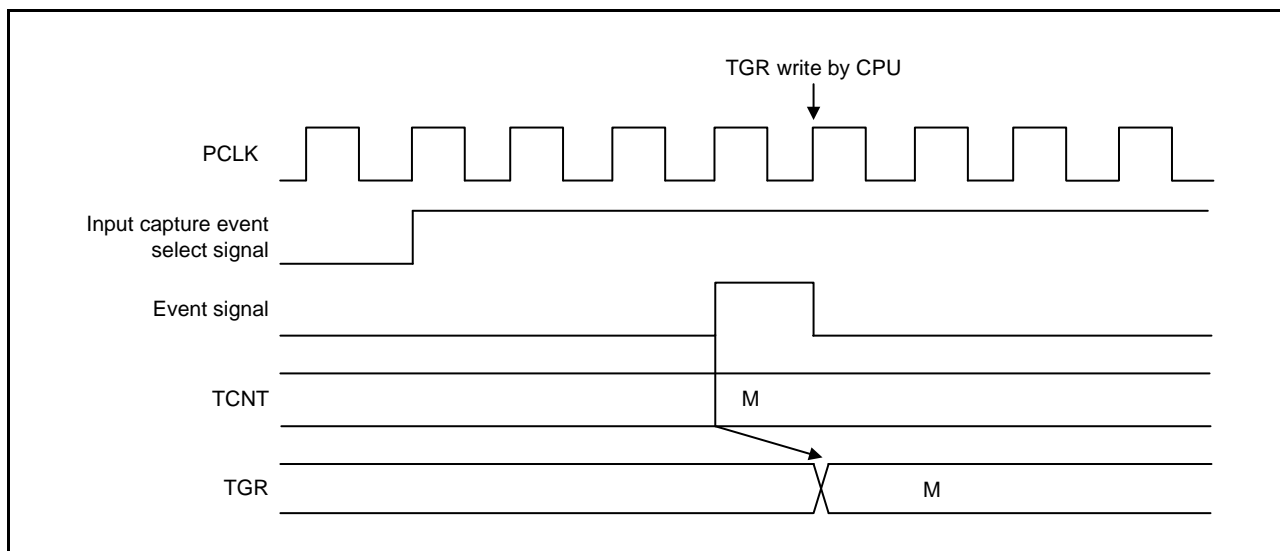 TGR write by CPU
PCLK
Input capture event
select signal
Event signal
TCNT
M
TGR
M